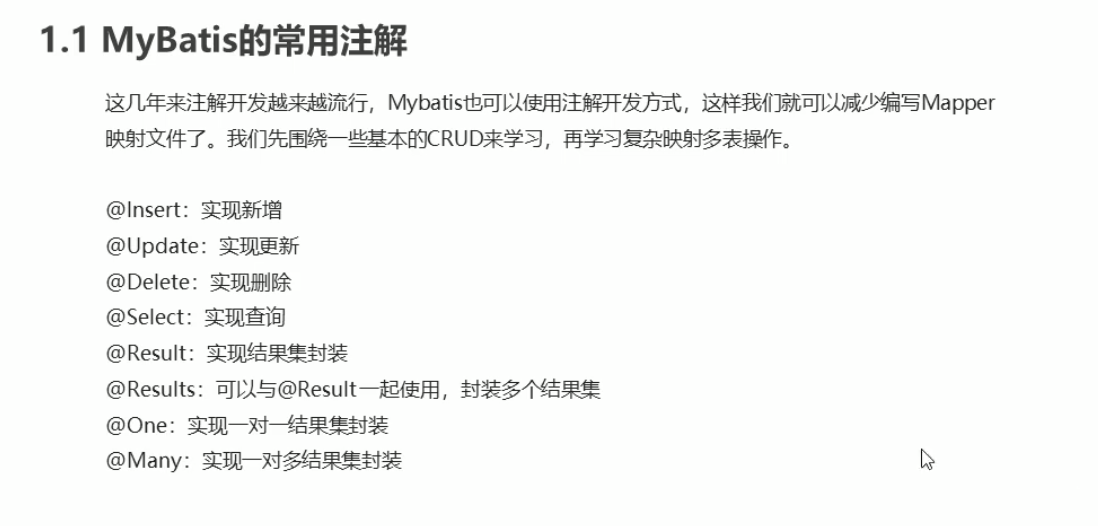 1.1 MyBatis的常用注解
这几年来注解开发越来越流行，Mybatis也可以使用注解开发方式，这样我们就可以减少编写Mapper
映射文件了。我们先围绕一些基本的CRUD来学习，再学习复杂映射多表操作。
@Insert：实现新增
@Update：实现更新
@Delete：实现删除
@Select：实现查询
@Result：实现结果集封装
@Results：可以与@Result一起使用，封装多个结果集
@One：实现一对一结果集封装
@Many：实现一对多结果集封装